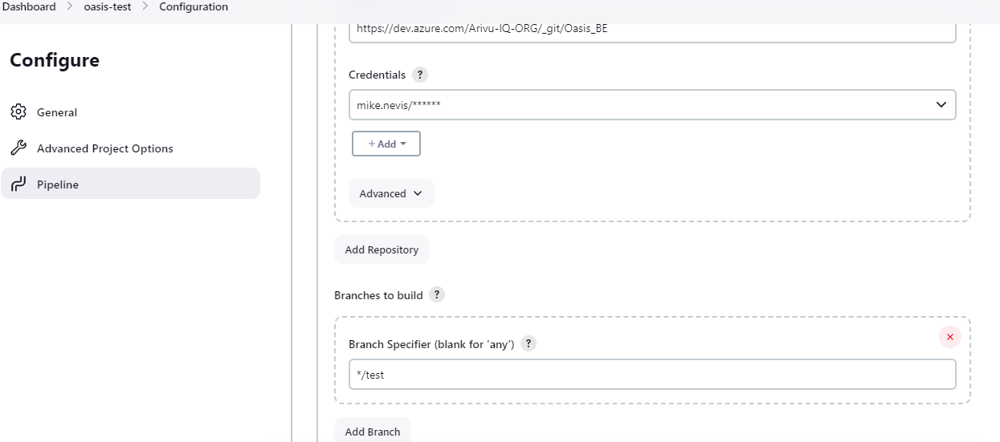 Dashboard > oasis-test > Configuration
Configure
General
Advanced Project Options
Pipeline
https://dev.azure.com/Arivu-IQ-ORG/_git/Oasis_BE
Credentials ?
mike.nevis/******
+ Add
Advanced
Add Repository
Branches to build ?
Branch Specifier (blank for 'any') ?
*/test
Add Branch